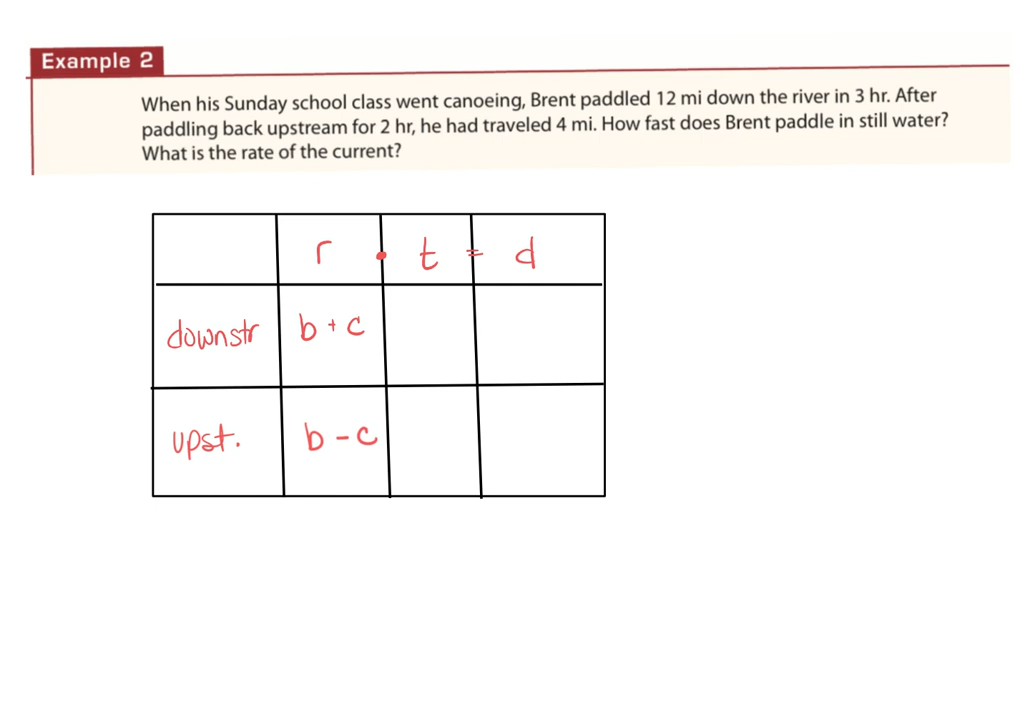 Example 2
When his Sunday school class went canoeing, Brent paddled 12 mi down the river in 3 hr. After
paddling back upstream for 2 hr, he had traveled 4 mi. How fast does Brent paddle in still water?
What is the rate of the current?
r • t = d
downstr b + c
upst. b - c